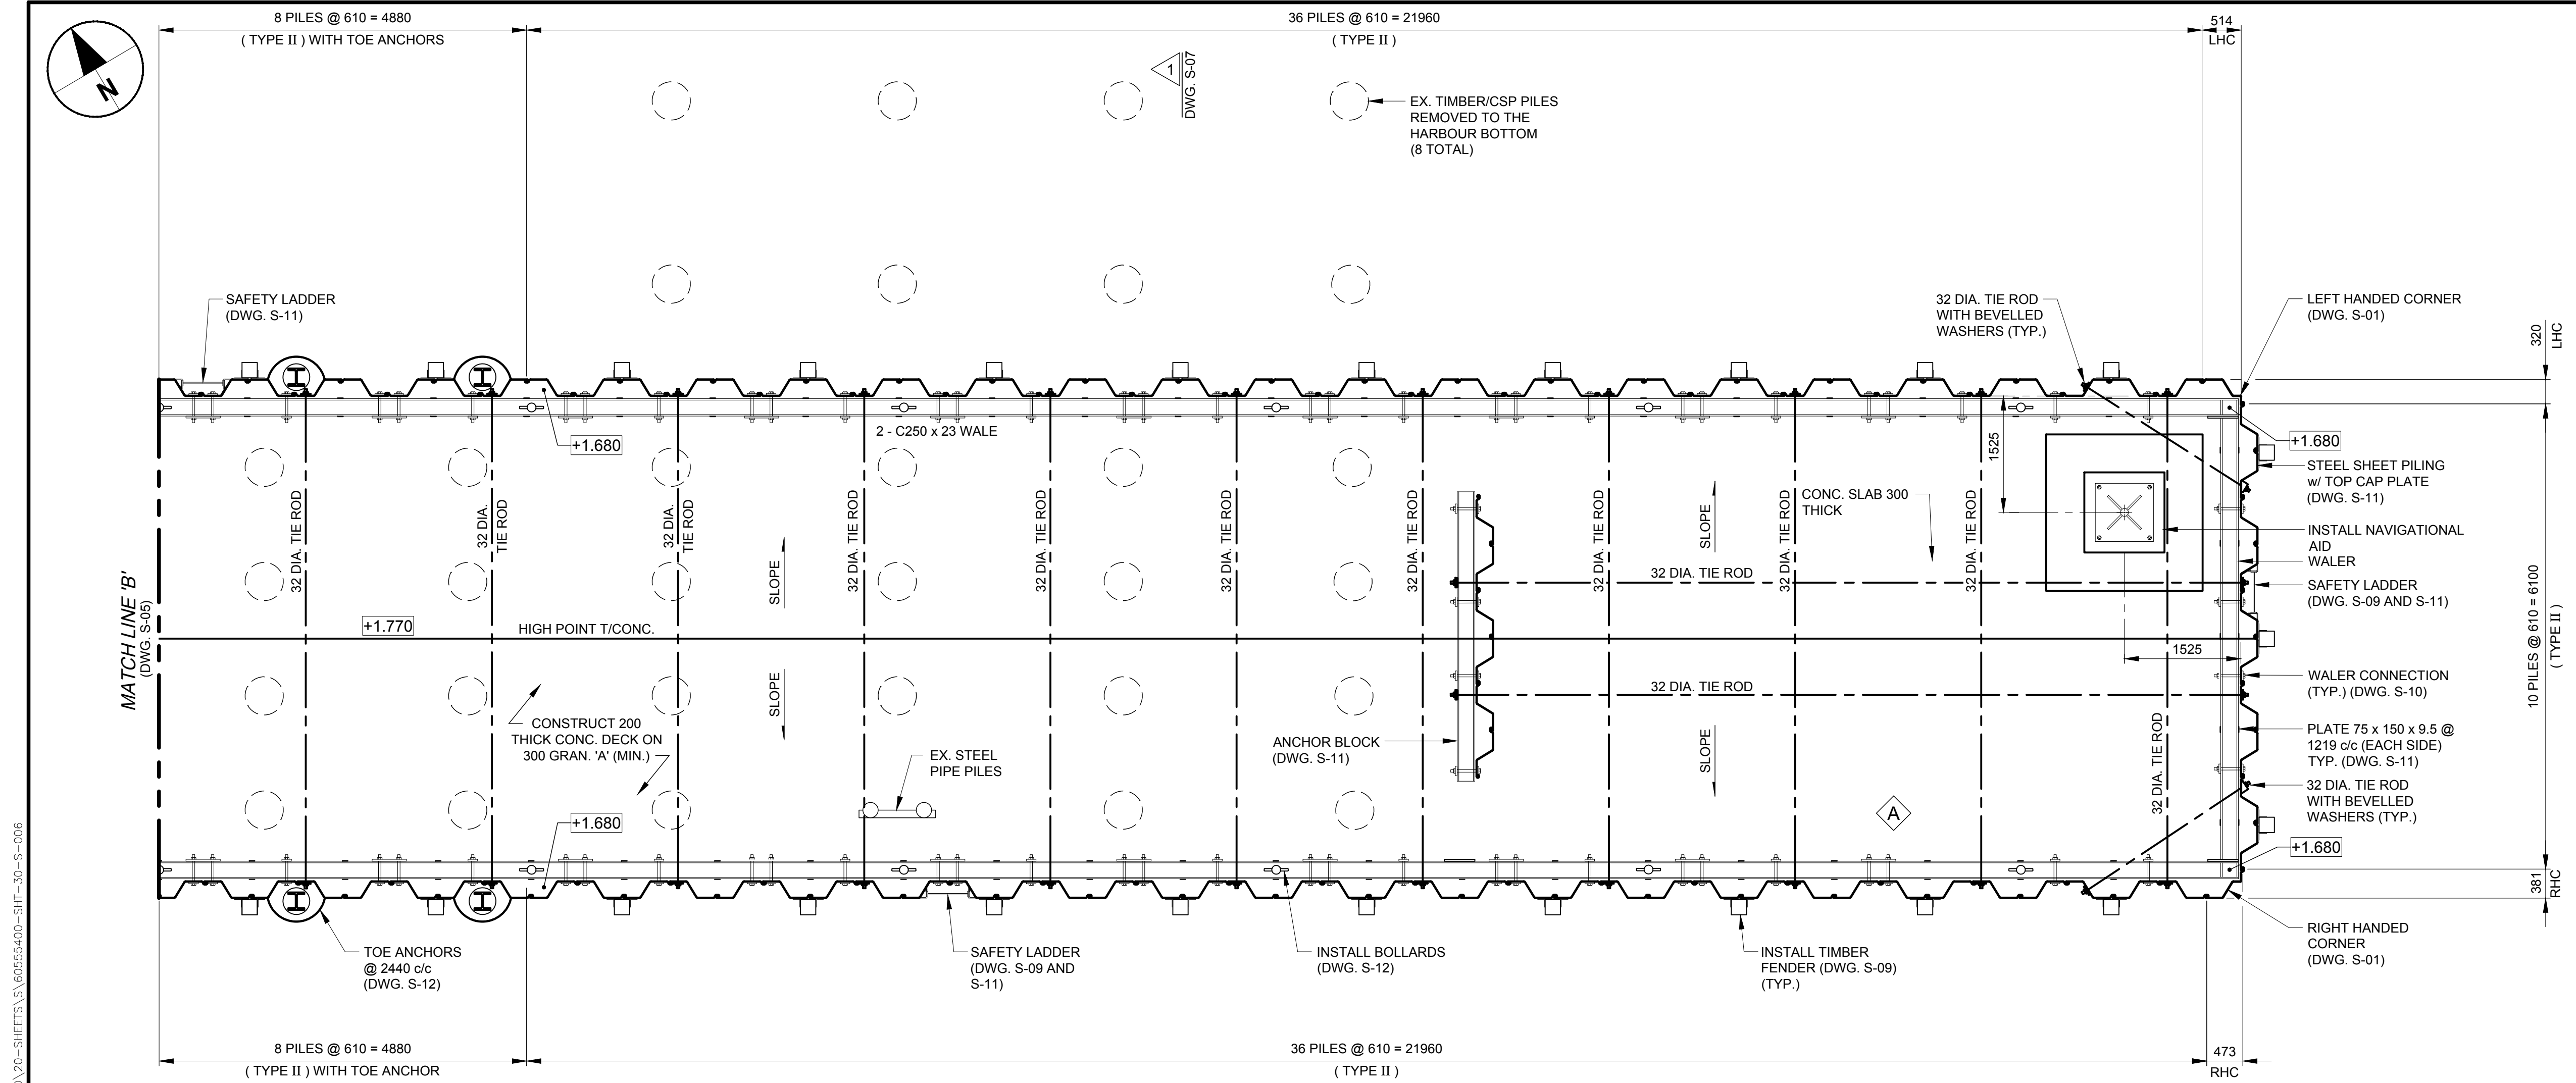 8 PILES @ 610 = 4880
( TYPE II ) WITH TOE ANCHORS
36 PILES @ 610 = 21960
( TYPE II )
514
LHC
N
1
DWG. S-07
EX. TIMBER/CSP PILES
REMOVED TO THE
HARBOUR BOTTOM
(8 TOTAL)
SAFETY LADDER
(DWG. S-11)
32 DIA. TIE ROD
WITH BEVELLED
WASHERS (TYP.)
LEFT HANDED CORNER
(DWG. S-01)
320
LHC
+1.680
2 - C250 x 23 WALE
1525
+1.680
STEEL SHEET PILING
w/ TOP CAP PLATE
(DWG. S-11)
32 DIA. TIE ROD
32 DIA.
TIE ROD
32 DIA.
TIE ROD
32 DIA. TIE ROD
32 DIA. TIE ROD
32 DIA. TIE ROD
32 DIA. TIE ROD
32 DIA. TIE ROD
32 DIA. TIE ROD
32 DIA. TIE ROD
SLOPE
SLOPE
CONC. SLAB 300
THICK
INSTALL NAVIGATIONAL
AID
WALER
SAFETY LADDER
(DWG. S-09 AND S-11)
32 DIA. TIE ROD
MATCH LINE 'B'
(DWG. S-05)
+1.770
HIGH POINT T/CONC.
1525
10 PILES @ 610 = 6100
( TYPE II )
32 DIA. TIE ROD
WALER CONNECTION
(TYP.) (DWG. S-10)
SLOPE
SLOPE
CONSTRUCT 200
THICK CONC. DECK ON
300 GRAN. 'A' (MIN.)
EX. STEEL
PIPE PILES
ANCHOR BLOCK
(DWG. S-11)
32 DIA. TIE ROD
PLATE 75 x 150 x 9.5 @
1219 c/c (EACH SIDE)
TYP. (DWG. S-11)
32 DIA. TIE ROD
WITH BEVELLED
WASHERS (TYP.)
A
+1.680
+1.680
381
RHC
TOE ANCHORS
@ 2440 c/c
(DWG. S-12)
SAFETY LADDER
(DWG. S-09 AND
S-11)
INSTALL BOLLARDS
(DWG. S-12)
INSTALL TIMBER
FENDER (DWG. S-09)
(TYP.)
RIGHT HANDED
CORNER
(DWG. S-01)
8 PILES @ 610 = 4880
( TYPE II ) WITH TOE ANCHOR
36 PILES @ 610 = 21960
( TYPE II )
473
RHC
\20-SHEETS\S\60555400-SHT-30-S-006